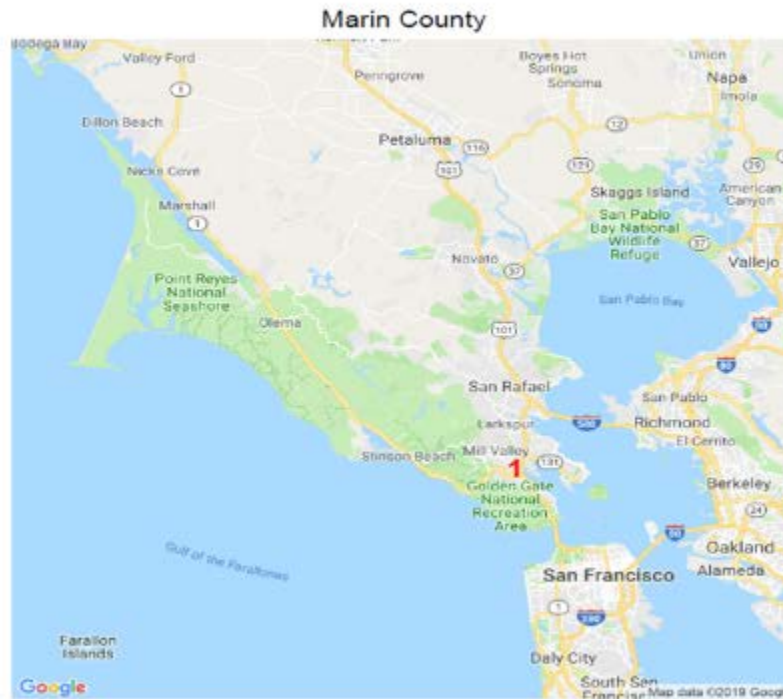 Marin County
Bodega Bay
Valley Ford
Penngrove
Boyes Hot
Springs
Sonoma
Union
Napa
Imola
1
Dillon Beach
Petaluma
116
101
12
121
29
American
Canyon
Nicks Cove
Marshall
1
Skaggs Island
San Pablo
Bay National
Wildlife
Refuge
37
Vallejo
Novato
37
Point Reyes
National
Seashore
Olema
San Pablo Bay
80
101
80
San Rafael
San Pablo
Larkspur
580
Richmond
El Cerrito
Stinson Beach
Mill Valley
1
131
Golden Gate
National
Recreation
Area
Berkeley
24
80
Oakland
Alameda
Gulf of the Farallones
San Francisco
1
Farallon
Islands
Daly City
South San
Francisco
Google
Map data ©2019 Google